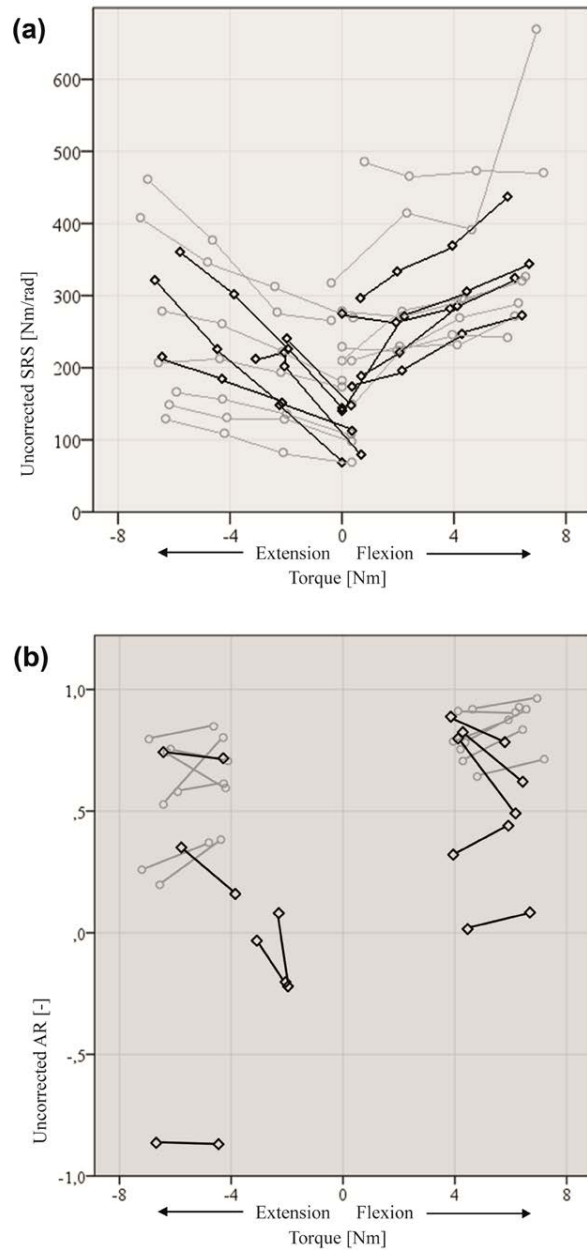 (a)
600
500
400
300
200
100
0
Uncorrected SRS [Nm/rad]
-8 -4 0 4 8
Extension Flexion
Torque [Nm]
(b)
1,0
,5
,0
-,5
-1,0
Uncorrected AR [-]
-8 -4 0 4 8
Extension Flexion
Torque [Nm]